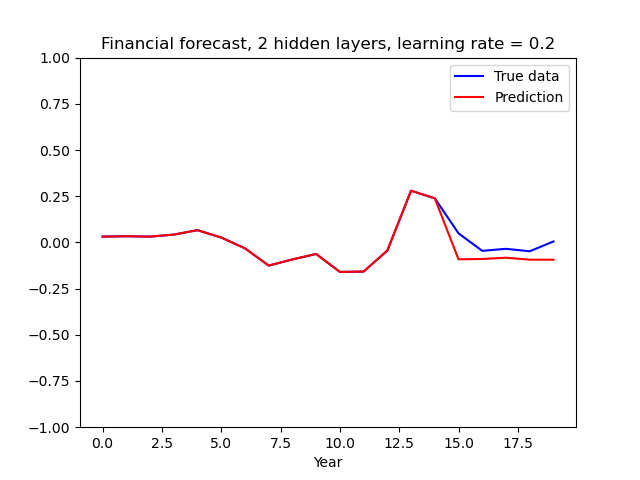 Financial forecast, 2 hidden layers, learning rate = 0.2
1.00
0.75
0.50
0.25
0.00
−0.25
−0.50
−0.75
−1.00
True data
Prediction
0.0 2.5 5.0 7.5 10.0 12.5 15.0 17.5
Year